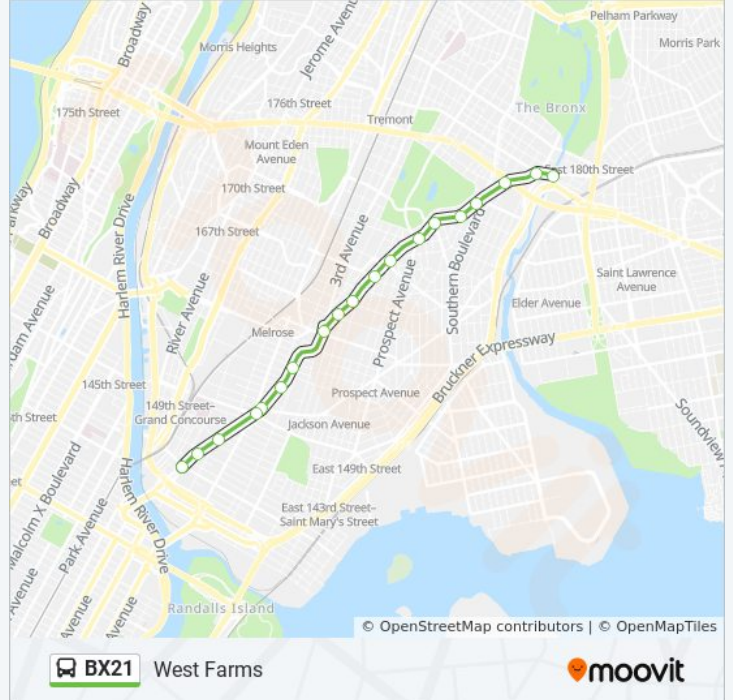 Broadway
Pelham Parkway
Morris Heights
Jerome Avenue
Morris Park
176th Street
The Bronx
175th Street
Tremont
Mount Eden
Avenue
East 180th Street
170th Street
Broadway
Harlem River Drive
167th Street
3rd Avenue
Southern Boulevard
Saint Lawrence
Avenue
River Avenue
Prospect Avenue
Elder Avenue
Melrose
Bruckner Expressway
145th Street
Prospect Avenue
149th Street–
Grand Concourse
Jackson Avenue
Soundview
Malcolm X Boulevard
East 149th Street
Harlem River Drive
Park Avenue
East 143rd Street–
Saint Mary's Street
Avenue
Avenue
Avenue
Randalls Island
© OpenStreetMap contributors | © OpenMapTiles
BX21 West Farms
moovit